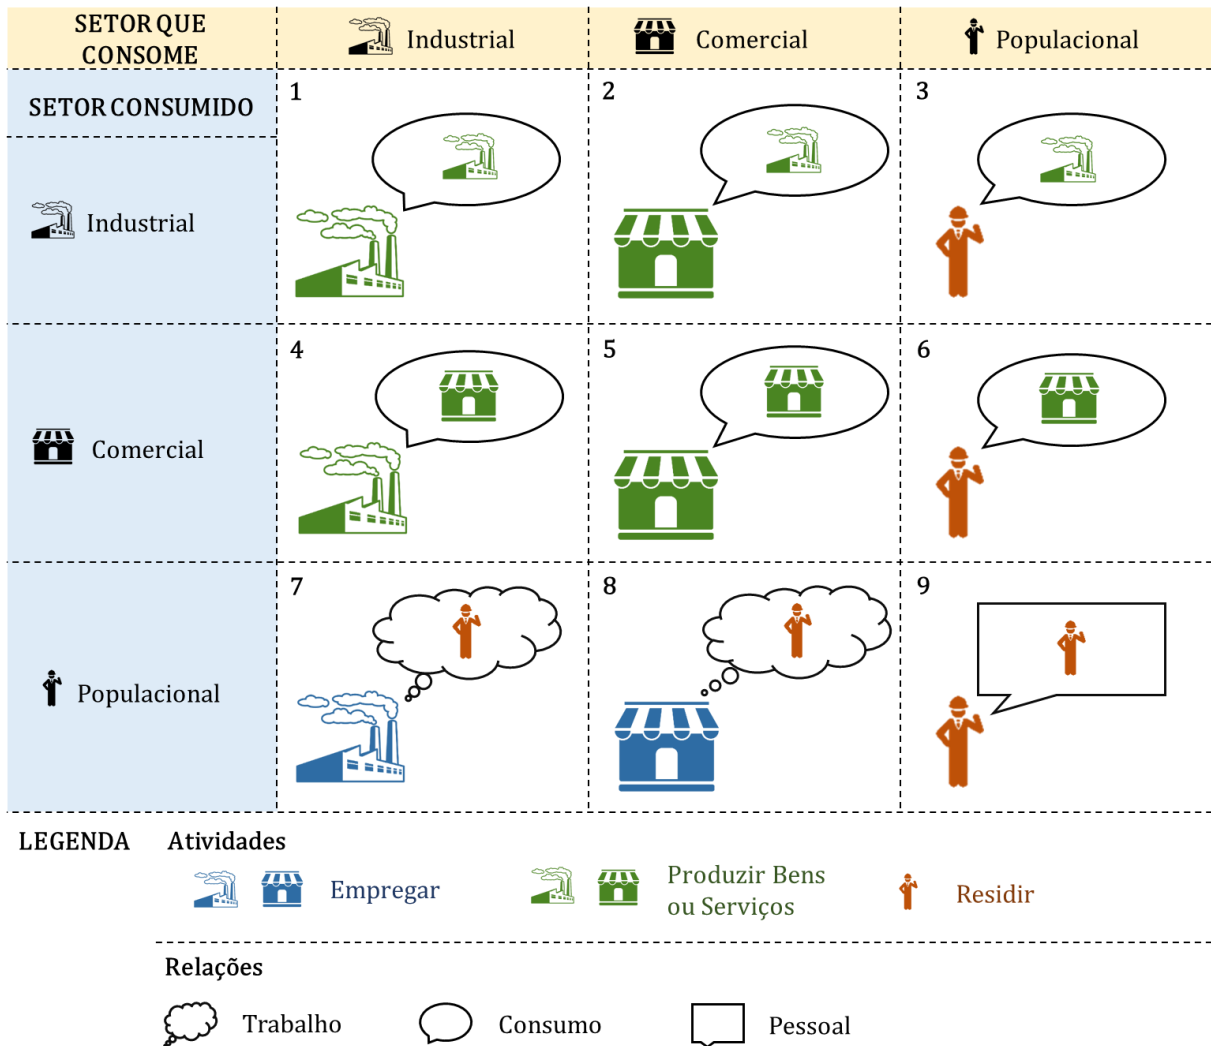 SETOR QUE
CONSOME
Industrial
Comercial
Populacional
SETOR CONSUMIDO
1
2
3
Industrial
4
5
6
Comercial
7
8
9
Populacional
LEGENDA
Atividades
Empregar
Produzir Bens
ou Serviços
Residir
Relações
Trabalho
Consumo
Pessoal